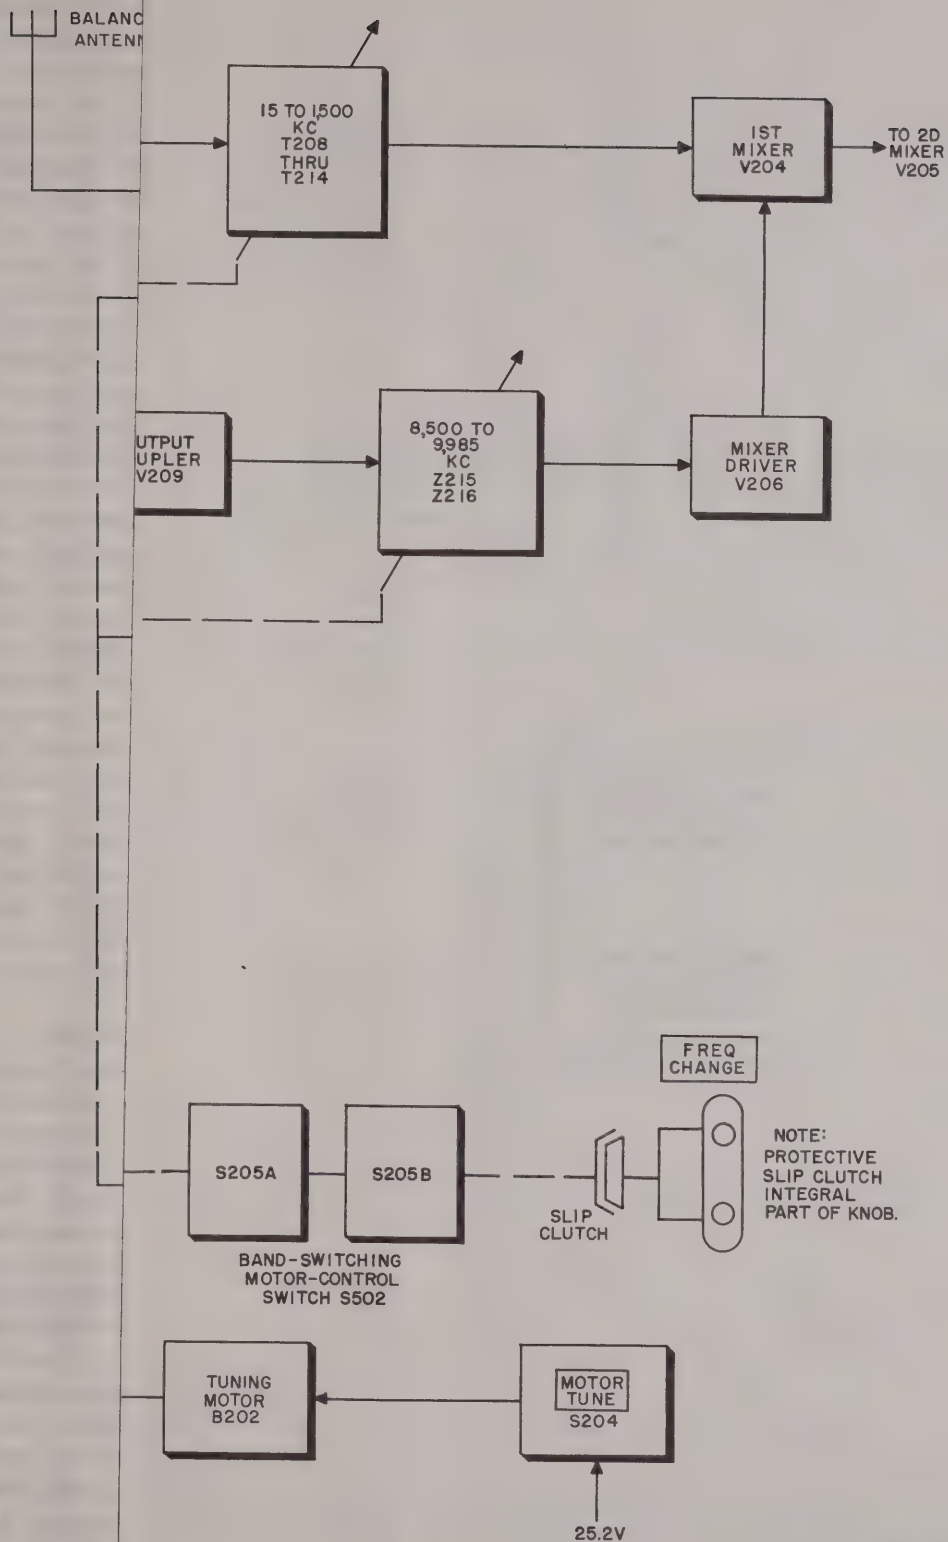 BALANC
ANTEN
15 TO 1,500
KC
T208
THRU
T214
1ST
MIXER
V204
TO 2D
MIXER
V205
UTPUT
UPLER
V209
8,500 TO
9,985
KC
Z215
Z216
MIXER
DRIVER
V206
FREQ
CHANGE
S205A
S205B
SLIP
CLUTCH
NOTE:
PROTECTIVE
SLIP CLUTCH
INTEGRAL
PART OF KNOB.
BAND-SWITCHING
MOTOR-CONTROL
SWITCH S502
TUNING
MOTOR
B202
MOTOR
TUNE
S204
25.2V